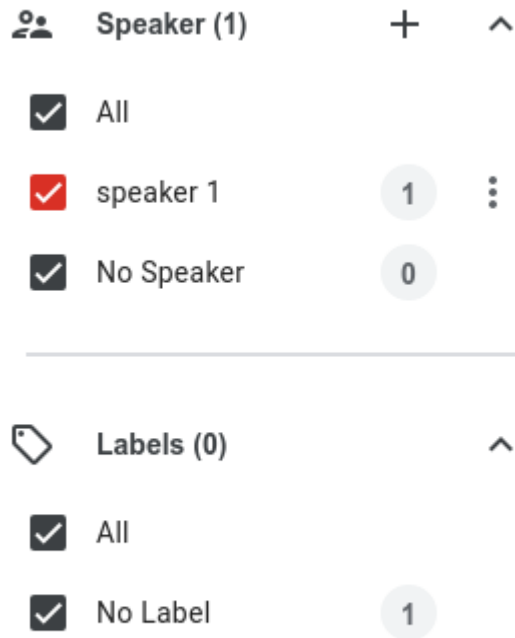 Speaker (1)
All
speaker 1 1
No Speaker 0
Labels (0)
All
No Label 1